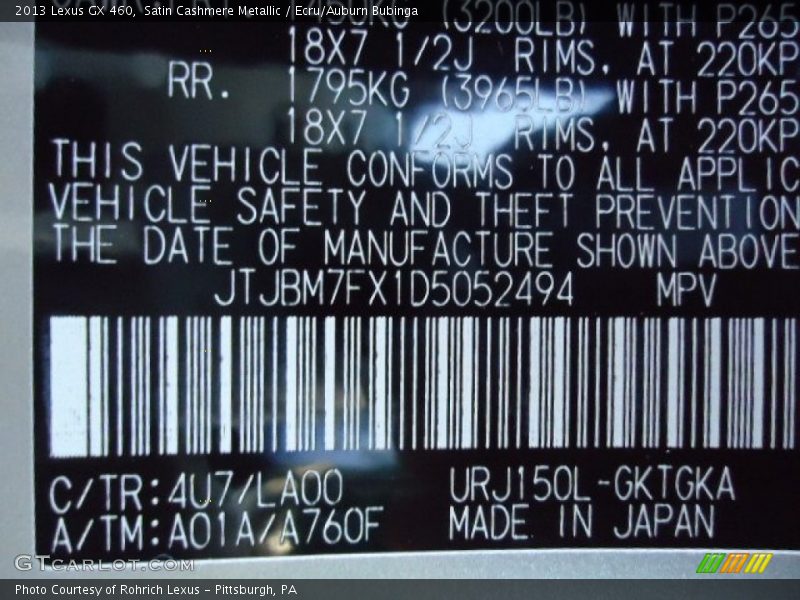 2013 Lexus GX 460, Satin Cashmere Metallic / Ecru/Auburn Bubinga
(3200LB) WITH P265
18X7 1/2J RIMS, AT 220KP
RR. 1795KG (3965LB) WITH P265
18X7 1/2J RIMS, AT 220KP
THIS VEHICLE CONFORMS TO ALL APPLIC
VEHICLE SAFETY AND THEFT PREVENTION
THE DATE OF MANUFACTURE SHOWN ABOVE
JTJBM7FX1D5052494 MPV
C/TR:4U7/LA00 URJ150L-GKTGKA
A/TM:A01A/A760F MADE IN JAPAN
GTCARLOT.COM
Photo Courtesy of Rohrich Lexus - Pittsburgh, PA